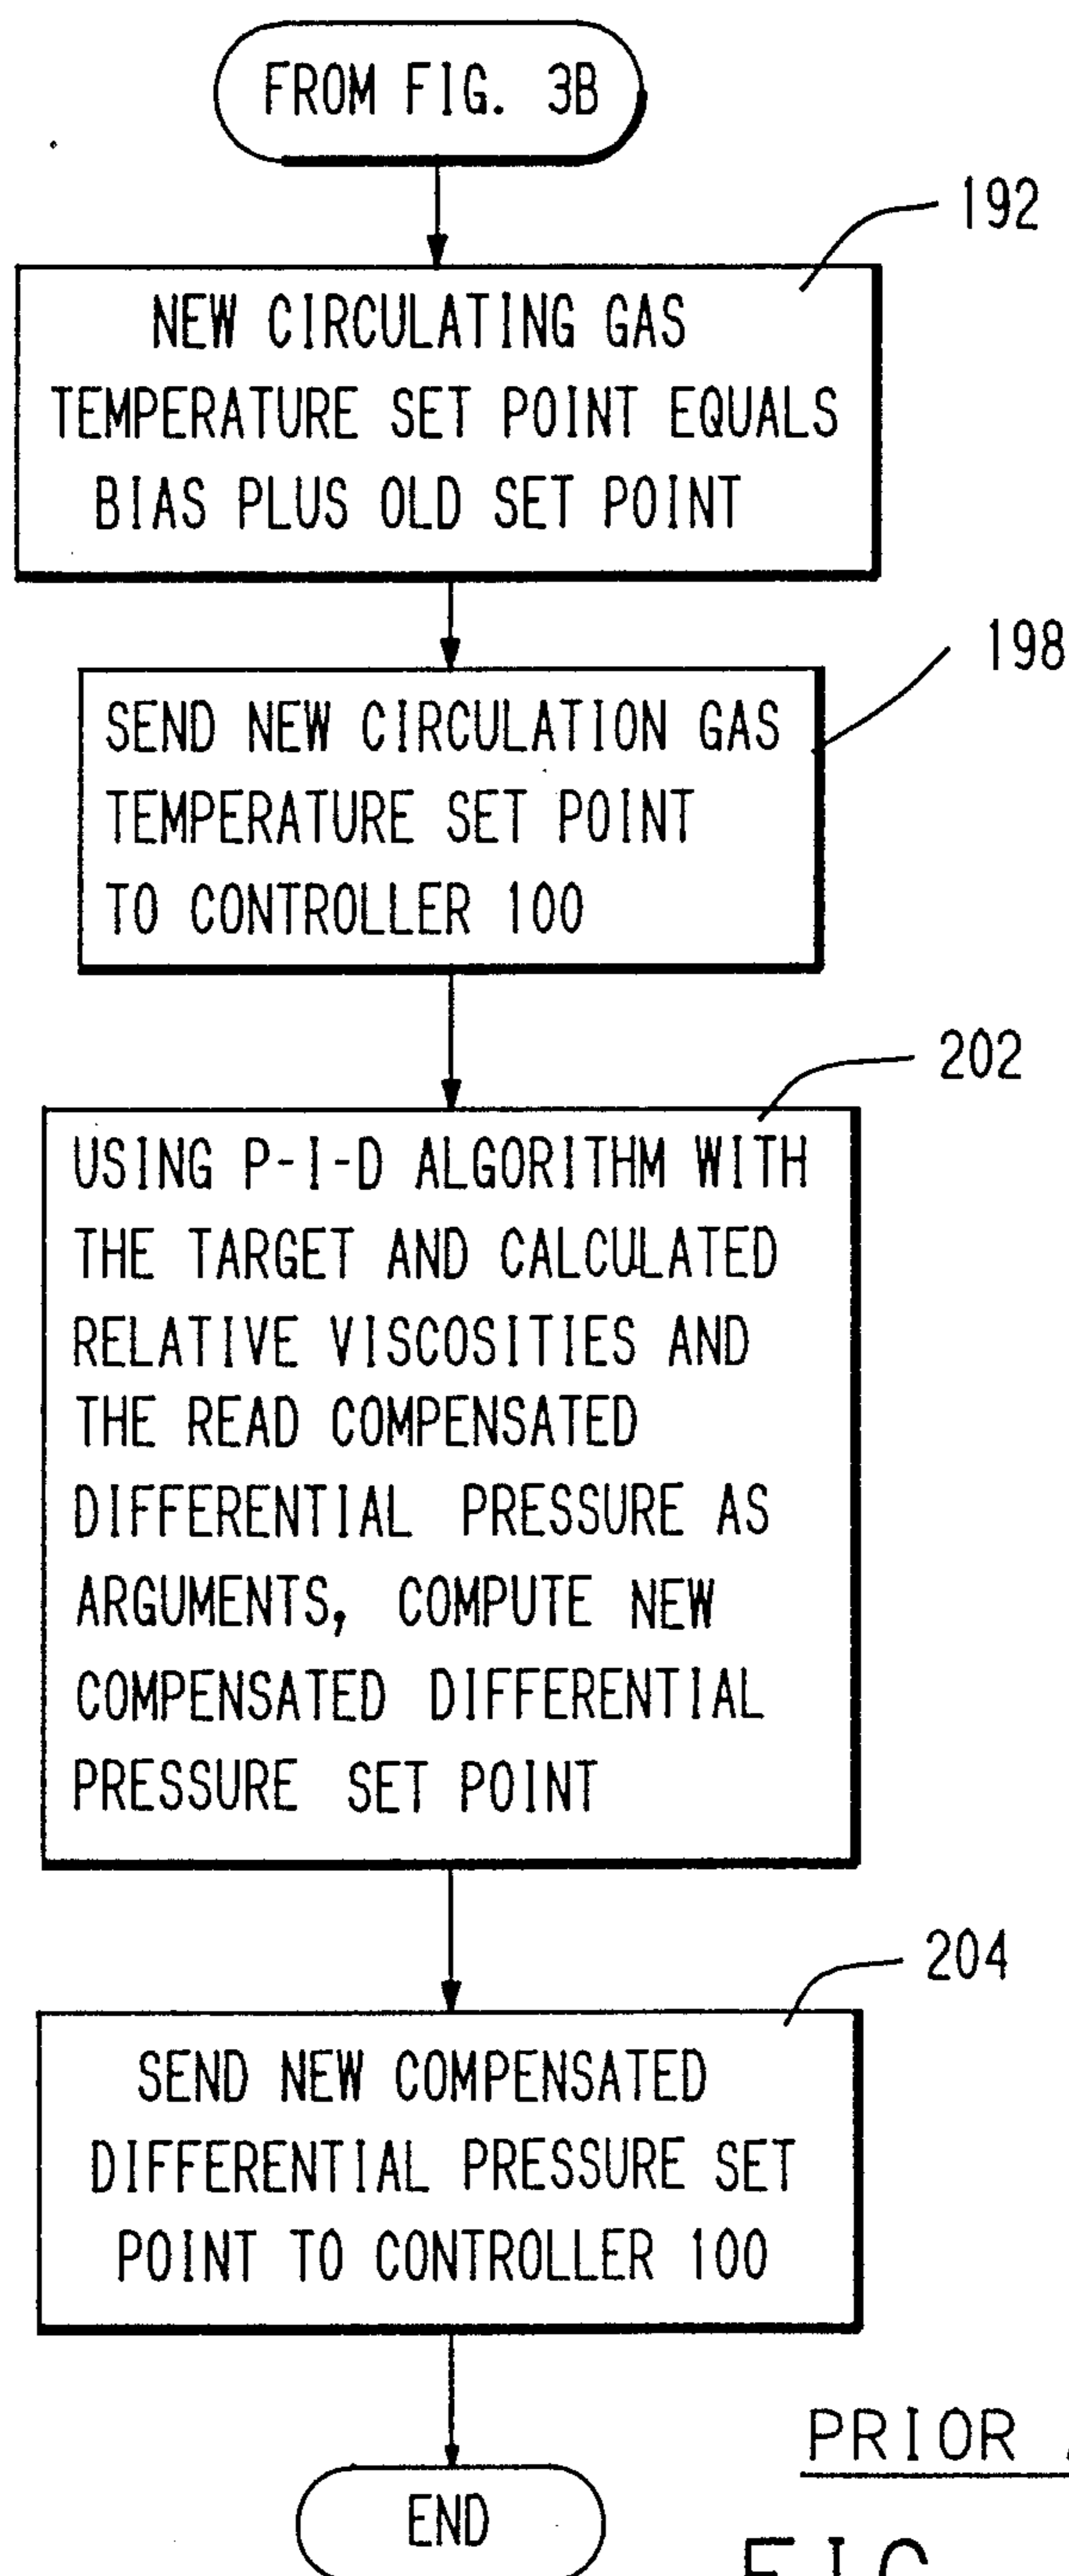 FROM FIG. 3B
192
NEW CIRCULATING GAS
TEMPERATURE SET POINT EQUALS
BIAS PLUS OLD SET POINT
198
SEND NEW CIRCULATION GAS
TEMPERATURE SET POINT
TO CONTROLLER 100
202
USING P-I-D ALGORITHM WITH
THE TARGET AND CALCULATED
RELATIVE VISCOSITIES AND
THE READ COMPENSATED
DIFFERENTIAL PRESSURE AS
ARGUMENTS, COMPUTE NEW
COMPENSATED DIFFERENTIAL
PRESSURE SET POINT
204
SEND NEW COMPENSATED
DIFFERENTIAL PRESSURE SET
POINT TO CONTROLLER 100
PRIOR
END
FIG